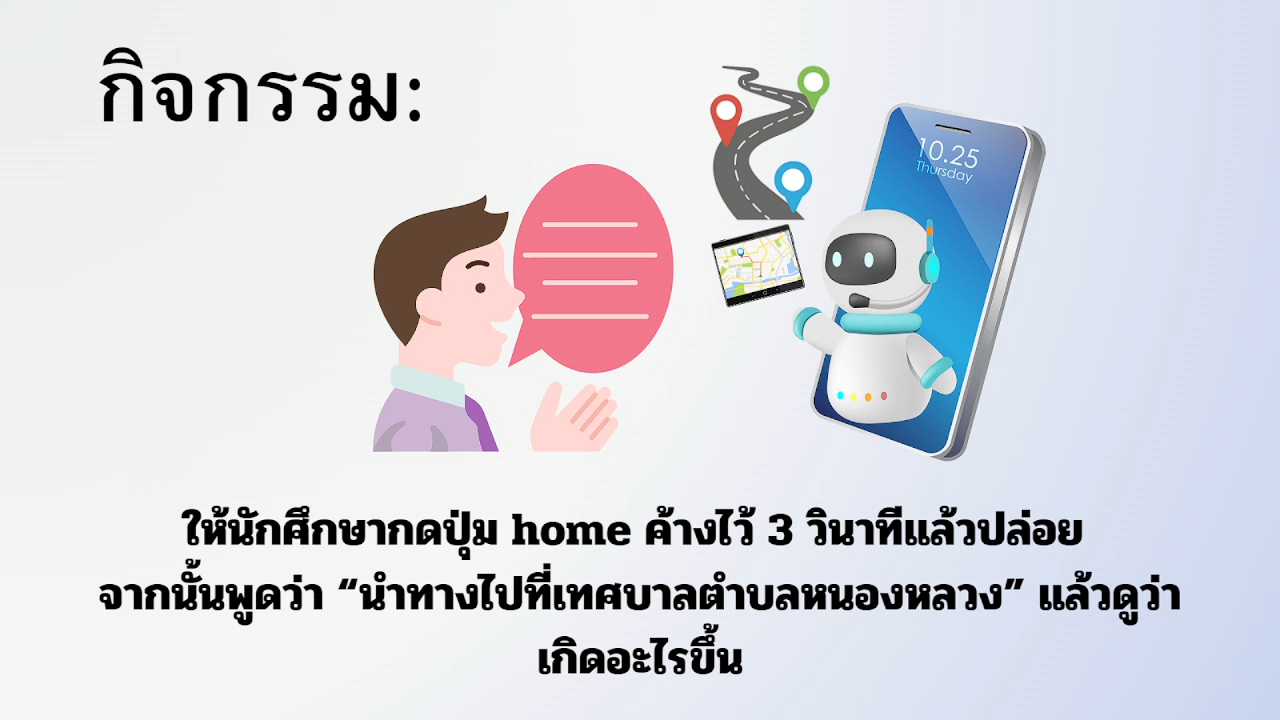 กิจกรรม:
10.25
Thursday
ให้นักศึกษากดปุ่ม home ค้างไว้ 3 วินาทีแล้วปล่อย
จากนั้นพูดว่า “นำทางไปที่เทศบาลตำบลหนองหลวง” แล้วดูว่า
เกิดอะไรขึ้น